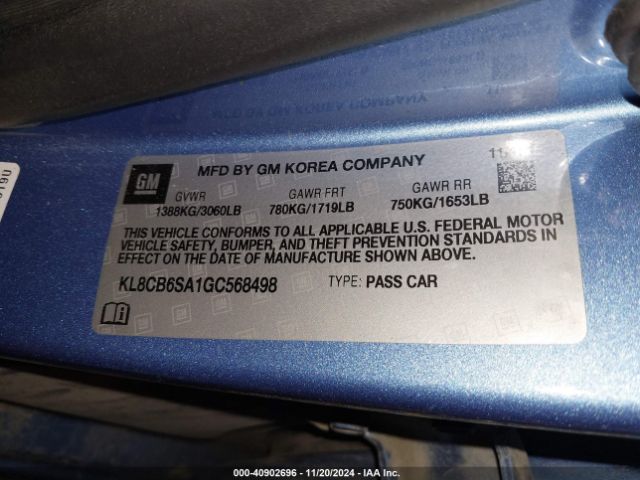 MFD BY GM KOREA COMPANY
GM
GVWR GAWR FRT GAWR RR
1388KG/3060LB 780KG/1719LB 750KG/1653LB
THIS VEHICLE CONFORMS TO ALL APPLICABLE U.S. FEDERAL MOTOR
VEHICLE SAFETY, BUMPER, AND THEFT PREVENTION STANDARDS IN
EFFECT ON THE DATE OF MANUFACTURE SHOWN ABOVE.
KL8CB6SA1GC568498 TYPE: PASS CAR
000-40902696 - 11/20/2024 - IAA Inc.